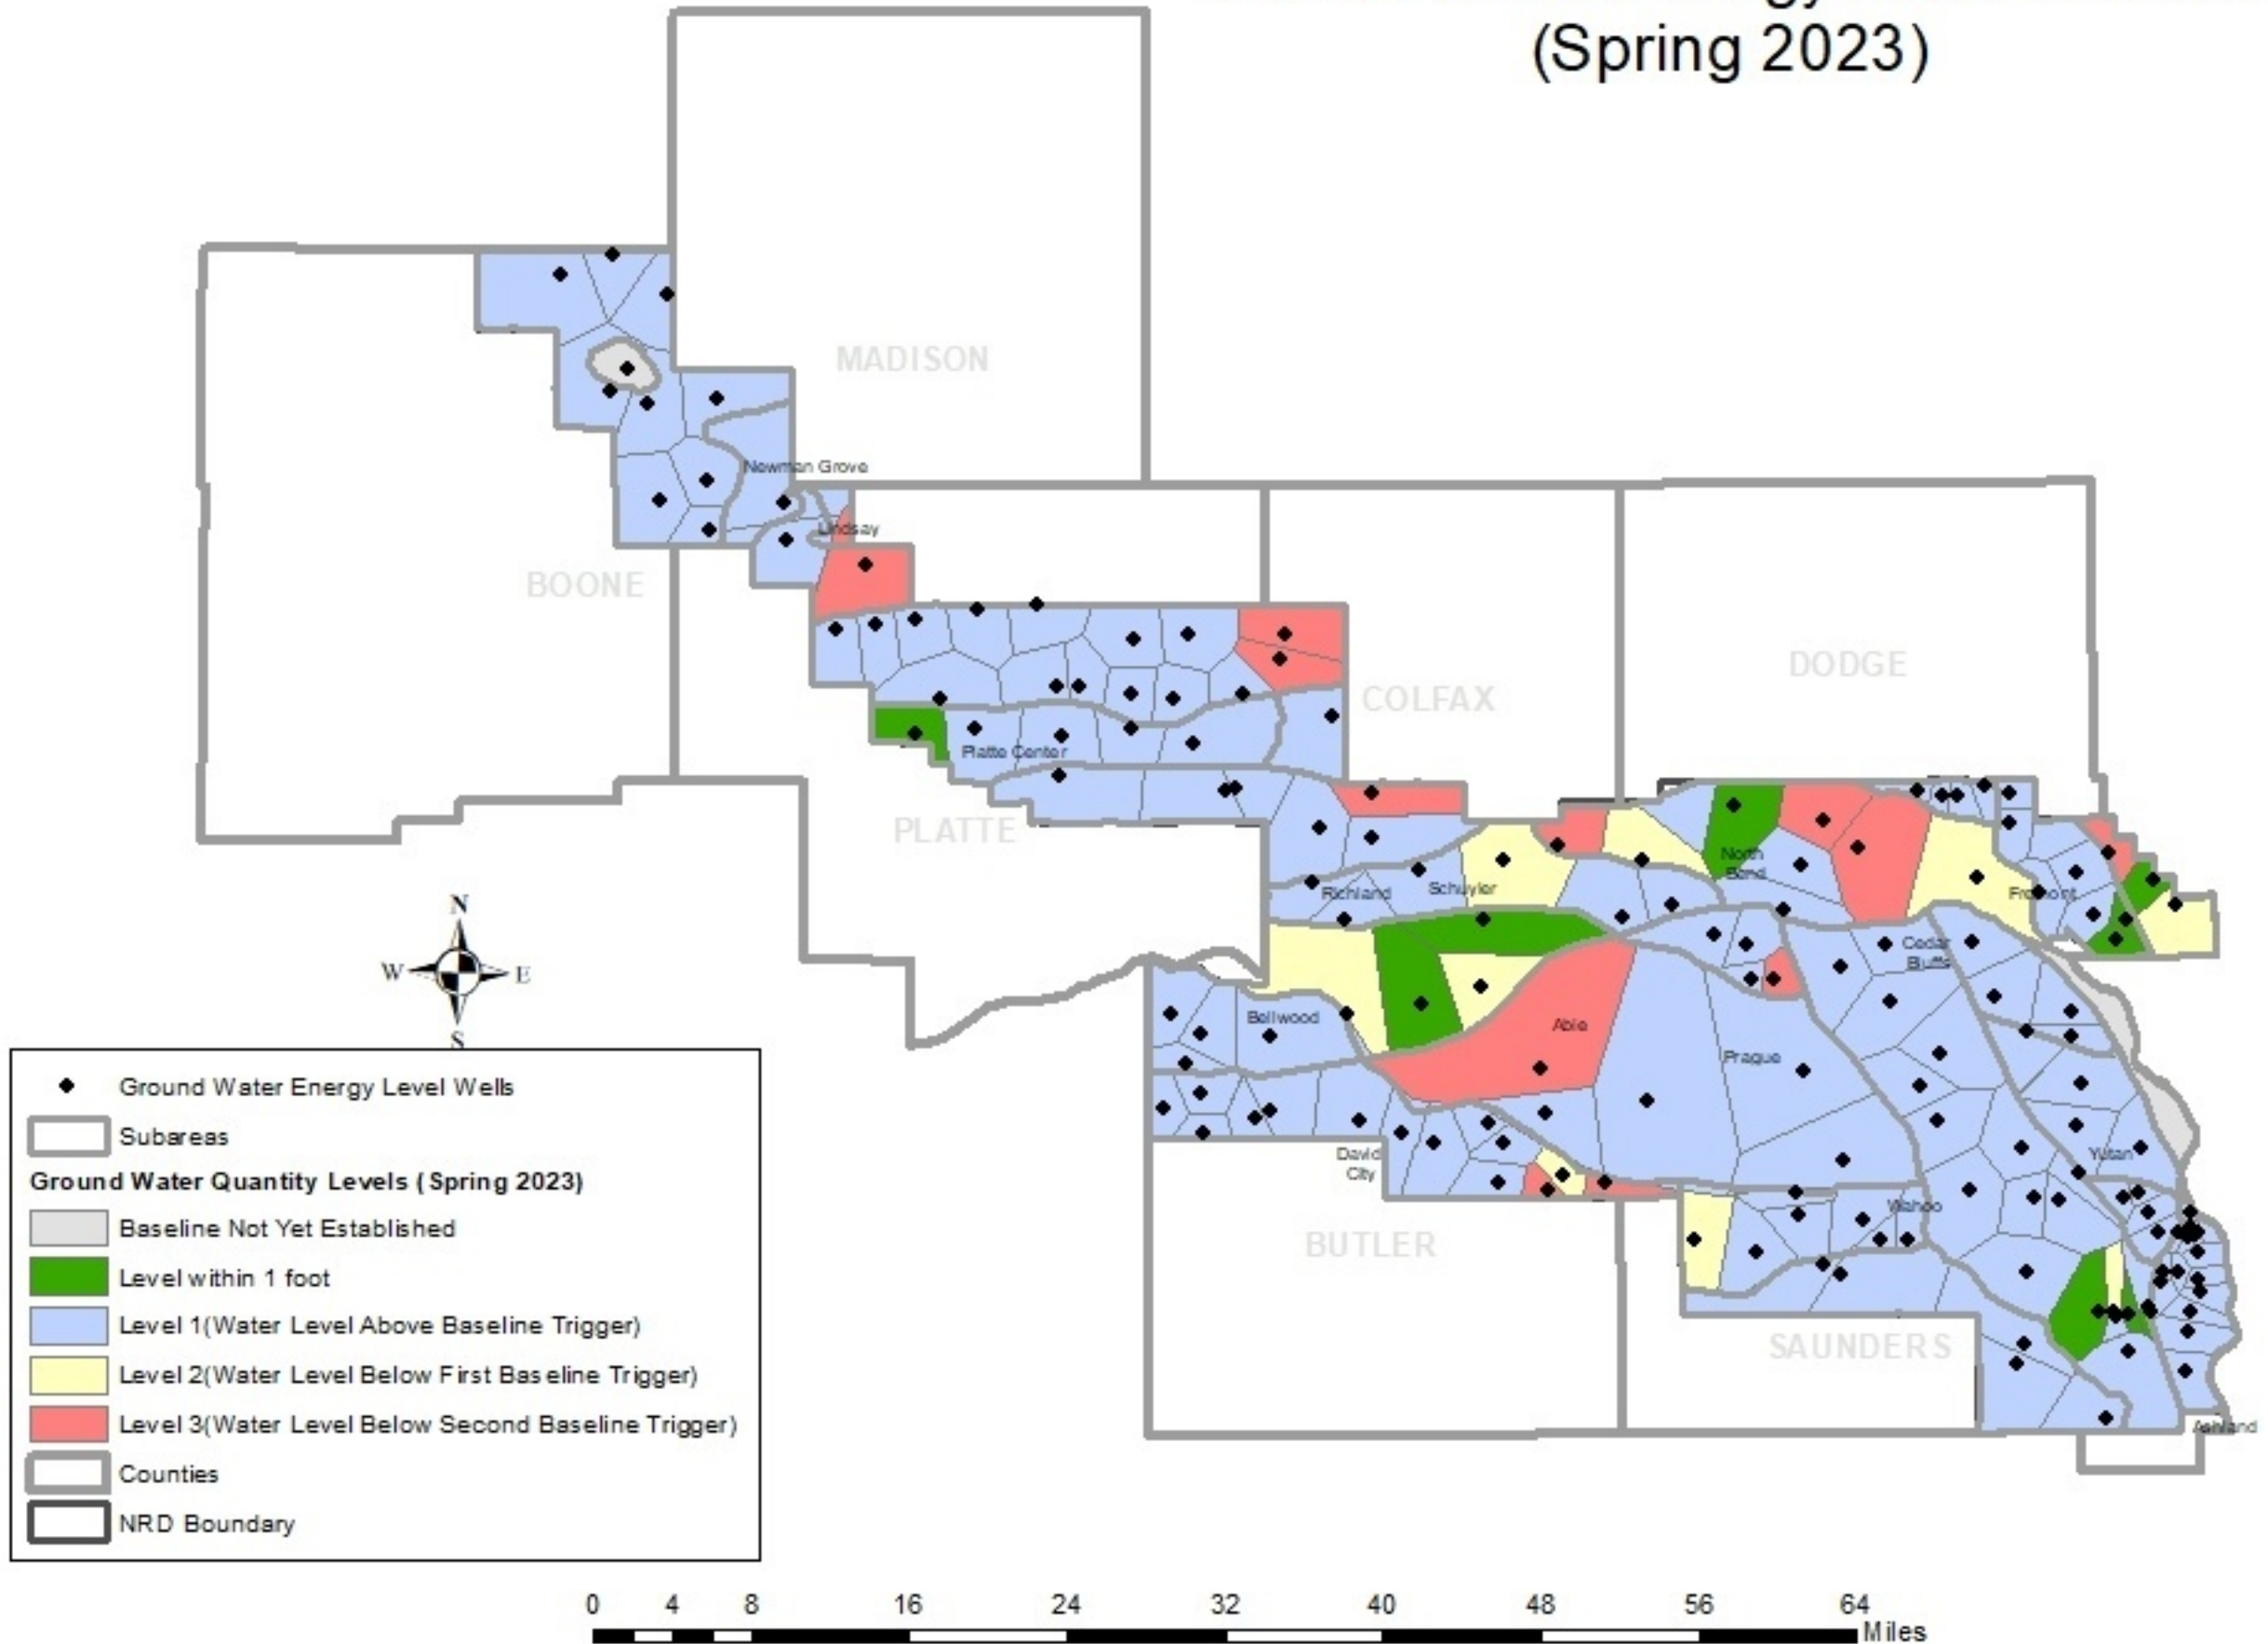 (Spring 2023)
MADISON
Newman Grove
Lindsay
BOONE
DODGE
COLFAX
Platte Center
PLATTE
North
Bend
Richland
Schuyler
Fremont
Cedar
Bluffs
N
W
E
S
Bellwood
Able
Prague
David
City
Yutan
Wahoo
BUTLER
SAUNDERS
Ashland
Ground Water Energy Level Wells
Subareas
Ground Water Quantity Levels (Spring 2023)
Baseline Not Yet Established
Level within 1 foot
Level 1(Water Level Above Baseline Trigger)
Level 2(Water Level Below First Baseline Trigger)
Level 3(Water Level Below Second Baseline Trigger)
Counties
NRD Boundary
0 4 8 16 24 32 40 48 56 64
Miles